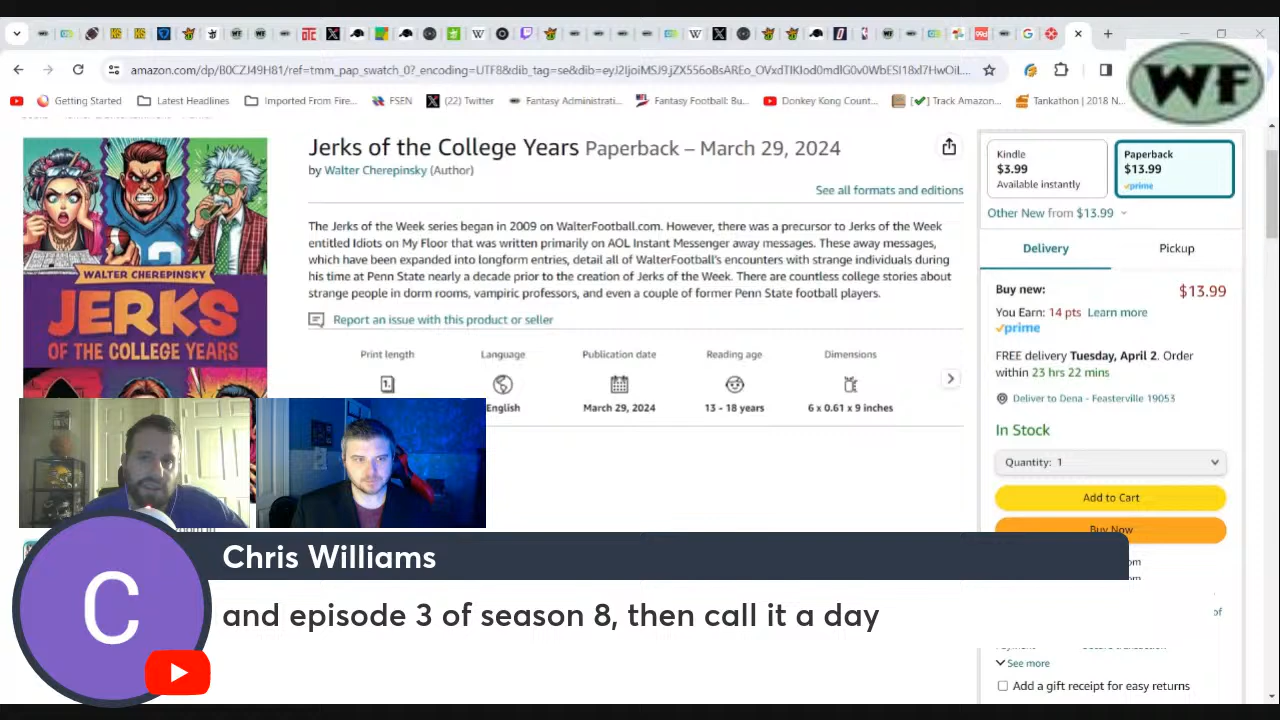 amazon.com/dp/B0CZJ49H81/ref=tmm_pap_swatch_0?_encoding=UTF8&dib_tag=se&dib=
WF
Getting Started
Latest Headlines
Imported From Fire...
FSEN
(22) Twitter
Fantasy Administrati...
Fantasy Football: Bu...
Donkey Kong Count...
[✔] Track Amazon...
Tankathon | 2018 N...
Jerks of the College Years Paperback – March 29, 2024
by Walter Cherepinsky (Author)
See all formats and editions
The Jerks of the Week series began in 2009 on WalterFootball.com. However, there was a precursor to Jerks of the Week
entitled Idiots on My Floor that was written primarily on AOL Instant Messenger away messages. These away messages,
which have been expanded into longform entries, detail all of WalterFootball's encounters with strange individuals during
his time at Penn State nearly a decade prior to the creation of Jerks of the Week. There are countless college stories about
strange people in dorm rooms, vampiric professors, and even a couple of former Penn State football players.
Report an issue with this product or seller
Print length
Language
Publication date
Reading age
Dimensions
English
March 29, 2024
13 - 18 years
6 x 0.61 x 9 inches
WALTER CHEREPINSKY
JERKS
OF THE COLLEGE YEARS
Kindle
$3.99
Available instantly
Paperback
$13.99
prime
Other New from $13.99
Delivery
Pickup
Buy new:
$13.99
You Earn: 14 pts Learn more
prime
FREE delivery Tuesday, April 2. Order
within 23 hrs 22 mins
Deliver to Dena - Feasterville 19053
In Stock
Quantity: 1
Add to Cart
Buy Now
See more
Add a gift receipt for easy returns
C
Chris Williams
and episode 3 of season 8, then call it a day